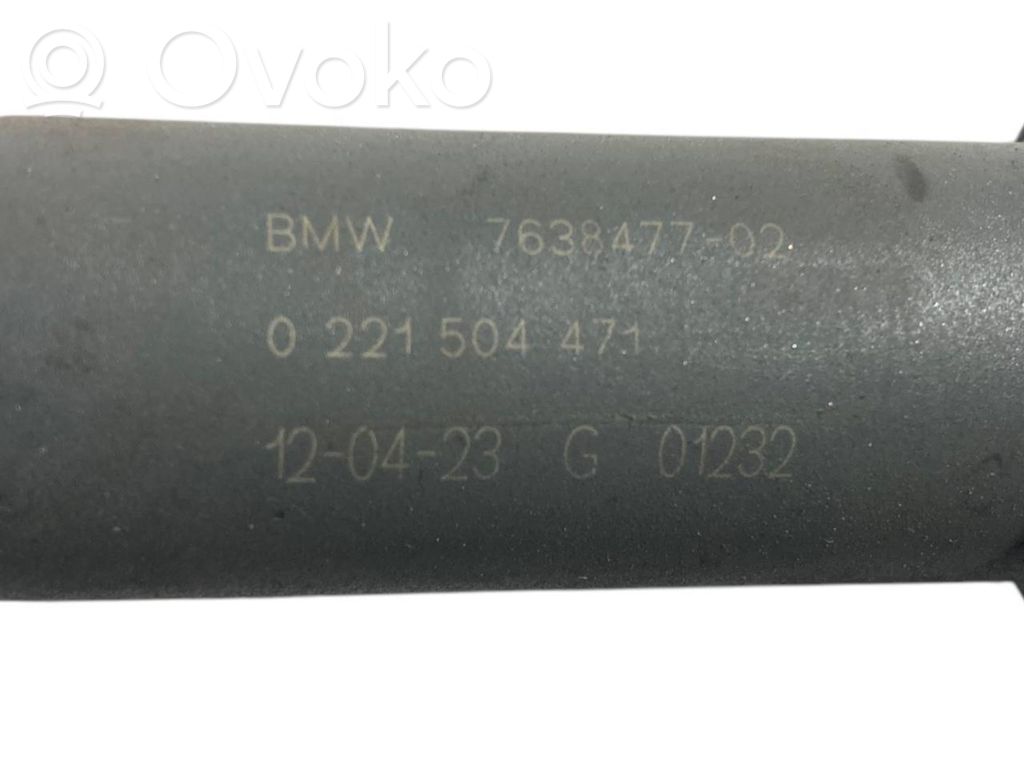 Ovoko
BMW 7638477-02
0 221 504 471
12-04-23 G 01232